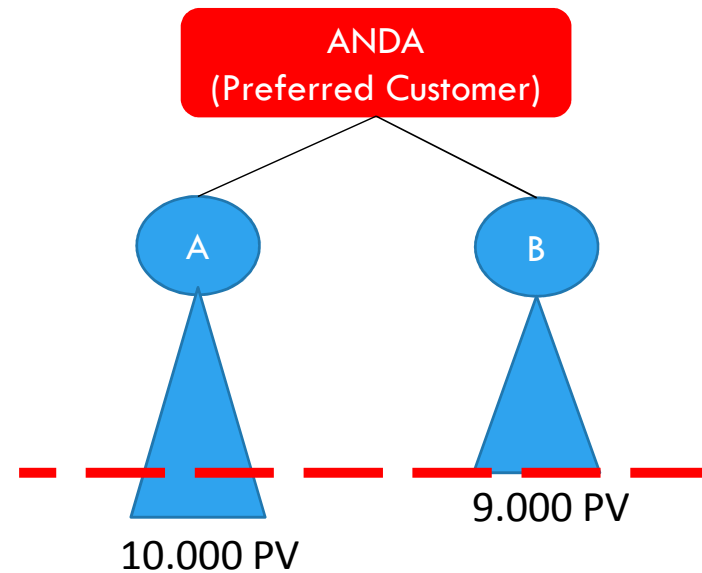 ANDA
(Preferred Customer)
A
B
9.000 PV
10.000 PV